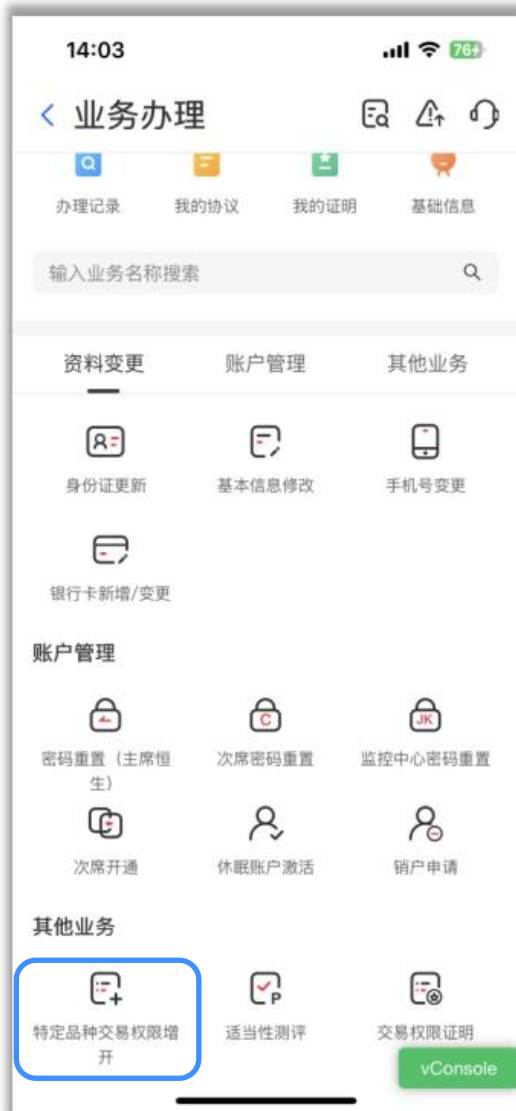 14:03
76
业务办理
办理记录 我的协议 我的证明 基础信息
输入业务名称搜索
资料变更 账户管理 其他业务
身份证更新 基本信息修改 手机号变更
银行卡新增/变更
账户管理
密码重置（主席恒
生） 次席密码重置 监控中心密码重置
C
JK
次席开通 休眠账户激活 销户申请
其他业务
P
特定品种交易权限增
开 适当性测评 交易权限证明
vConsole